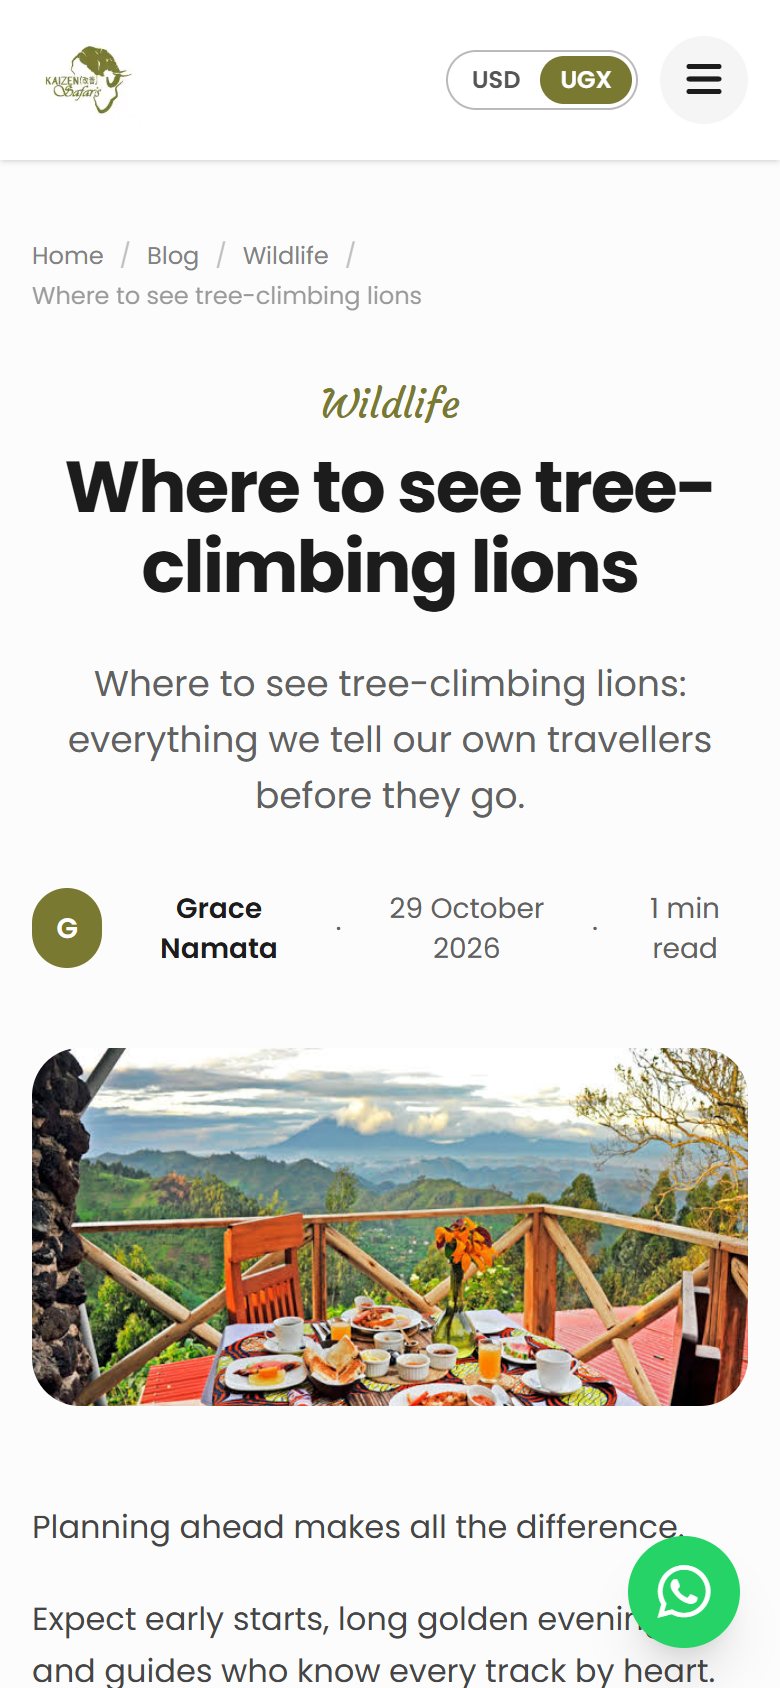 KAIZEN[改善]
Safaris
USD UGX
Home / Blog / Wildlife /
Where to see tree-climbing lions
Wildlife
Where to see tree-
climbing lions
Where to see tree-climbing lions:
everything we tell our own travellers
before they go.
G
Grace
Namata
·
29 October
2026
·
1 min
read
Planning ahead makes all the difference.
Expect early starts, long golden
and guides who know every track by heart.